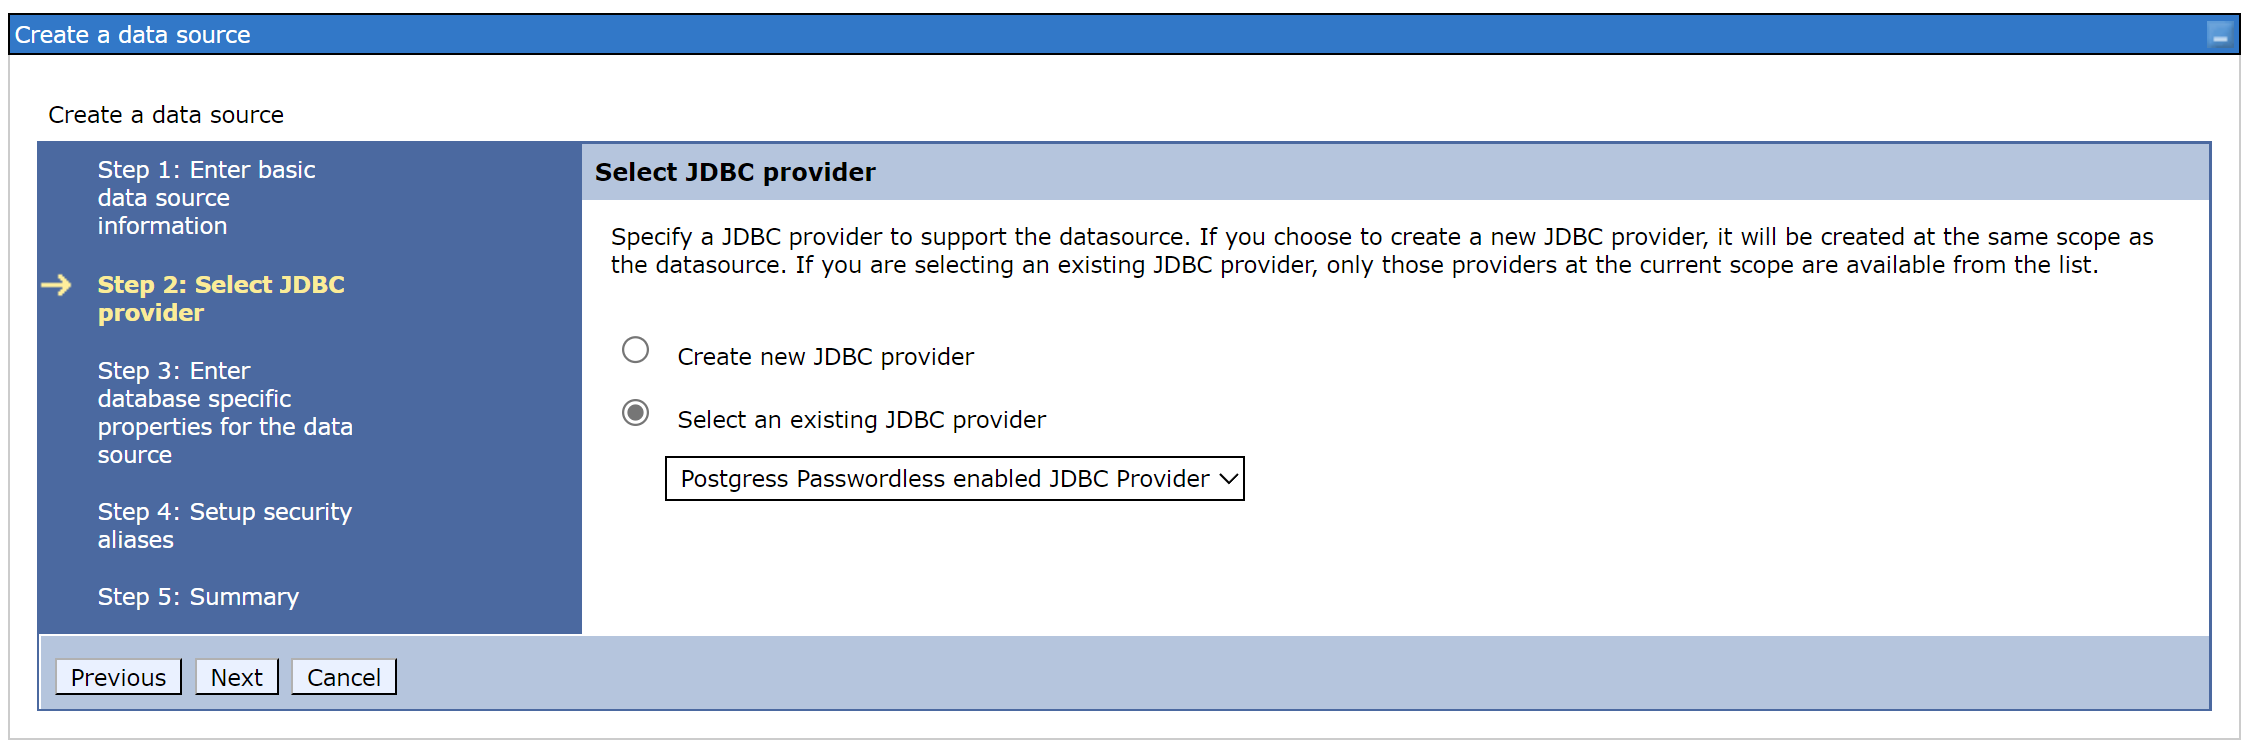 Create a data source
Create a data source
Step 1: Enter basic
data source
information
Step 2: Select JDBC
provider
Step 3: Enter
database specific
properties for the data
source
Step 4: Setup security
aliases
Step 5: Summary
Select JDBC provider
Specify a JDBC provider to support the datasource. If you choose to create a new JDBC provider, it will be created at the same scope as
the datasource. If you are selecting an existing JDBC provider, only those providers at the current scope are available from the list.
Create new JDBC provider
Select an existing JDBC provider
Postgress Passwordless enabled JDBC Provider
Previous Next Cancel